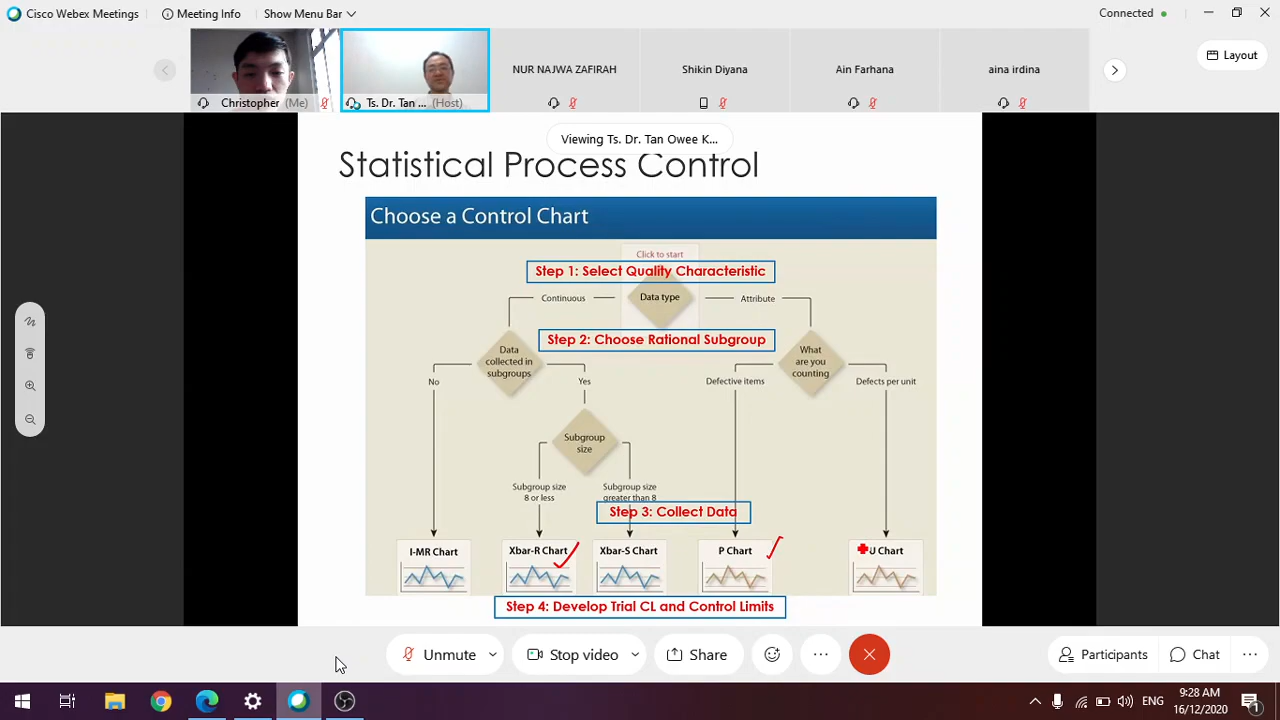 Cisco Webex Meetings
Meeting Info
Show Menu Bar
Connected
Layout
Christopher (Me)
Ts. Dr. Tan ... (Host)
NUR NAJWA ZAFIRAH
Shikin Diyana
Ain Farhana
aina irdina
Viewing Ts. Dr. Tan Owee K...
Statistical Process Control
Choose a Control Chart
Click to start
Step 1: Select Quality Characteristic
Continuous
Data type
Attribute
Step 2: Choose Rational Subgroup
Data
collected in
subgroups
What
are you
counting
No
Yes
Defective items
Defects per unit
Subgroup
size
Subgroup size
8 or less
Subgroup size
greater than 8
Step 3: Collect Data
I-MR Chart
Xbar-R Chart
Xbar-S Chart
P Chart
U Chart
Step 4: Develop Trial CL and Control Limits
Unmute
Stop video
Share
Participants
Chat
ENG
9:28 AM
16/12/2020
1